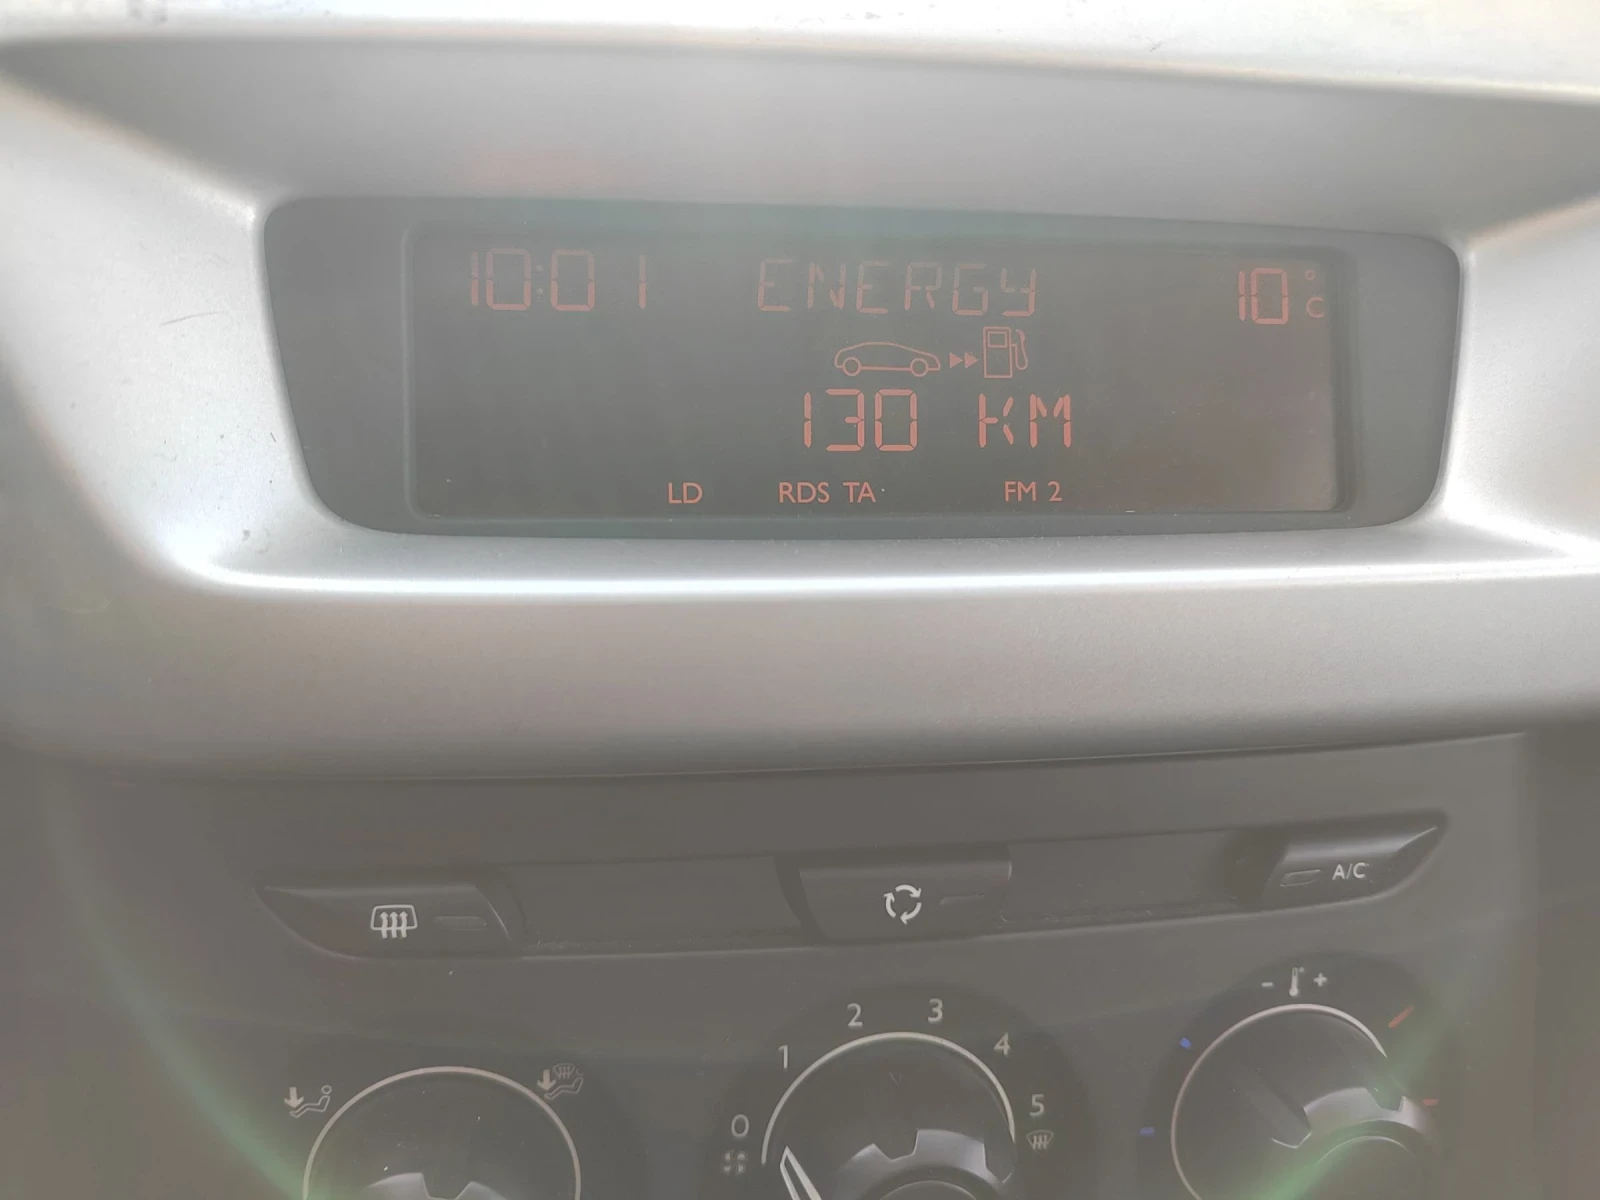 10:01 ENERGY 10°C
130 KM
LD RDS TA FM 2
A/C
- +
0 1 2 3 4 5